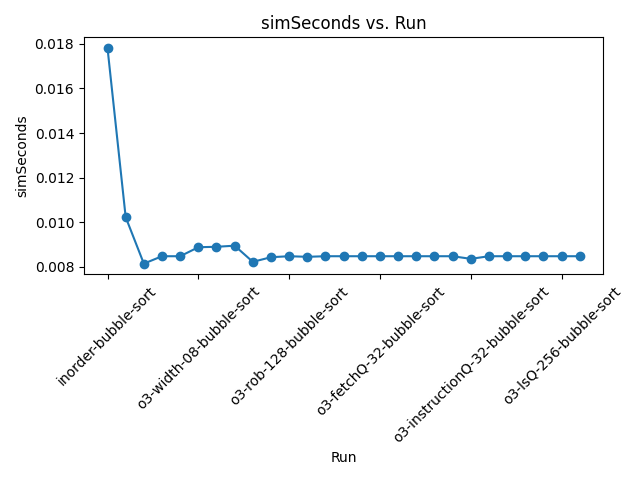 simSeconds vs. Run
simSeconds
0.018
0.016
0.014
0.012
0.010
0.008
inorder-bubble-sort
o3-width-08-bubble-sort
o3-rob-128-bubble-sort
o3-fetchQ-32-bubble-sort
o3-instructionQ-32-bubble-sort
o3-lsQ-256-bubble-sort
Run